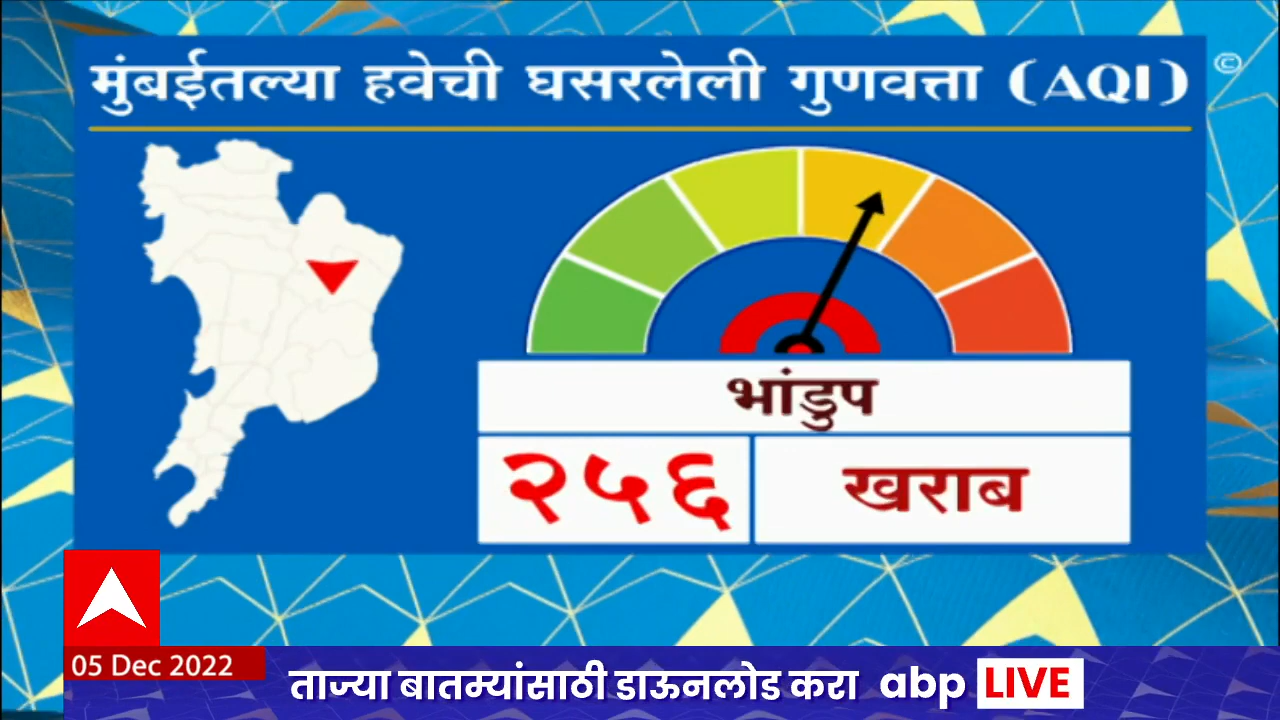 मुंबईतल्या हवेची घसरलेली गुणवत्ता (AQI) ©
भांडुप
२५६ खराब
05 Dec 2022
ताज्या बातम्यांसाठी डाऊनलोड करा abp LIVE